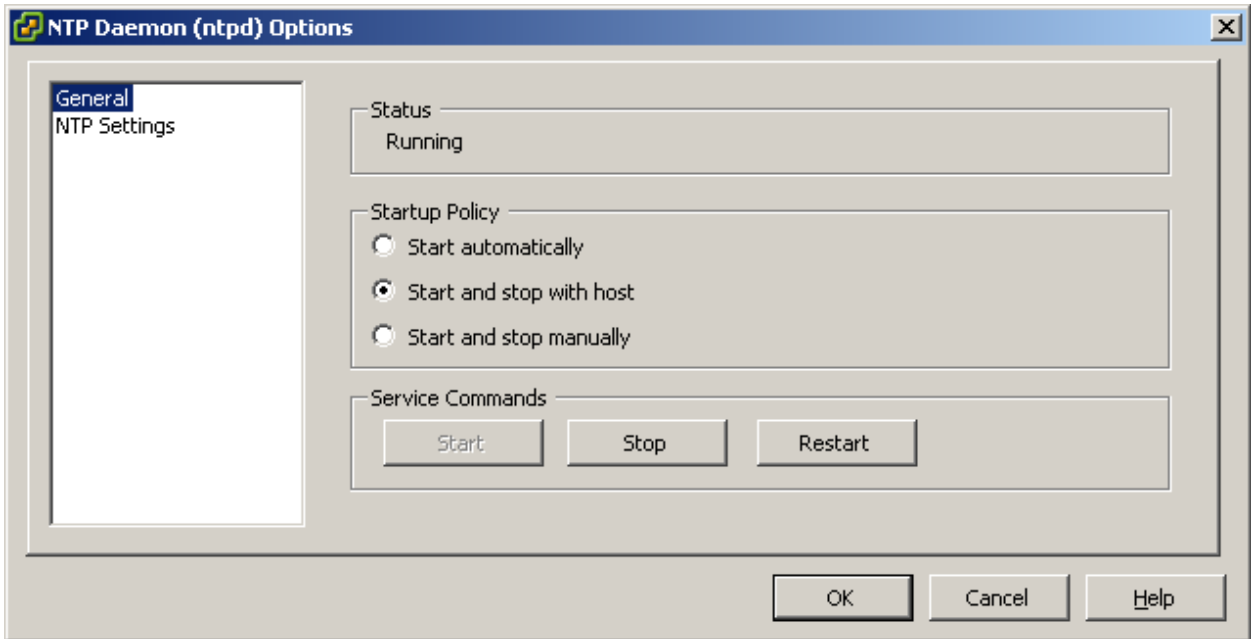 NTP Daemon (ntpd) Options
General
NTP Settings
Status
Running
Startup Policy
Start automatically
Start and stop with host
Start and stop manually
Service Commands
Start Stop Restart
OK Cancel Help